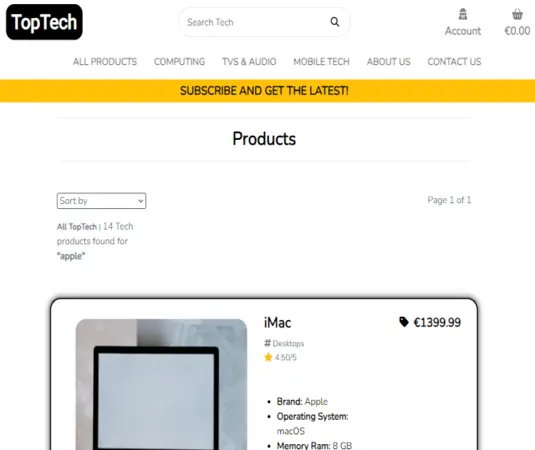 TopTech
Search Tech
Account
€0.00
ALL PRODUCTS COMPUTING TVS & AUDIO MOBILE TECH ABOUT US CONTACT US
SUBSCRIBE AND GET THE LATEST!
Products
Sort by
Page 1 of 1
All TopTech | 14 Tech
products found for
"apple"
iMac
€1399.99
# Desktops
4.50/5
Brand: Apple
Operating System:
macOS
Memory Ram: 8 GB